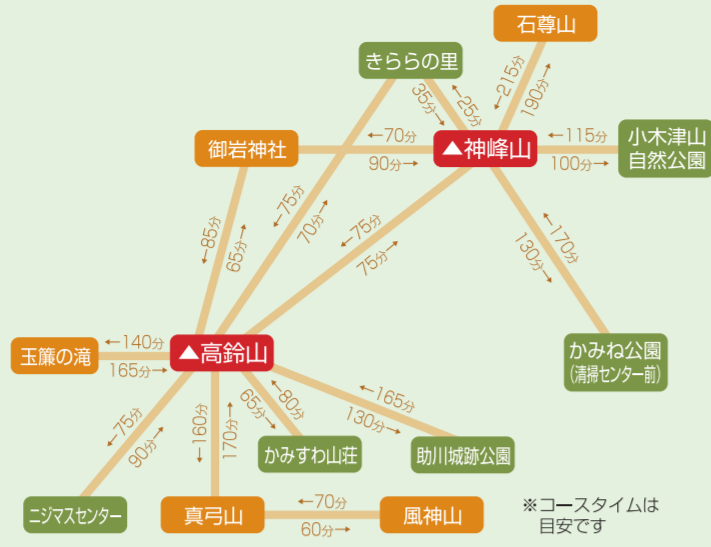 石尊山
きららの里
←215分
190分→
35分→
←25分
御岩神社
←70分
90分→
▲神峰山
←115分
100分→
小木津山
自然公園
←75分
70分→
←85分
65分→
←75分
75分→
←170分
130分→
玉簾の滝
←140分
165分→
▲高鈴山
かみね公園
(清掃センター前)
←75分
90分→
←160分
170分→
←80分
65分→
←165分
130分→
かみすわ山荘
助川城跡公園
ニジマスセンター
真弓山
←70分
60分→
風神山
※コースタイムは
目安です